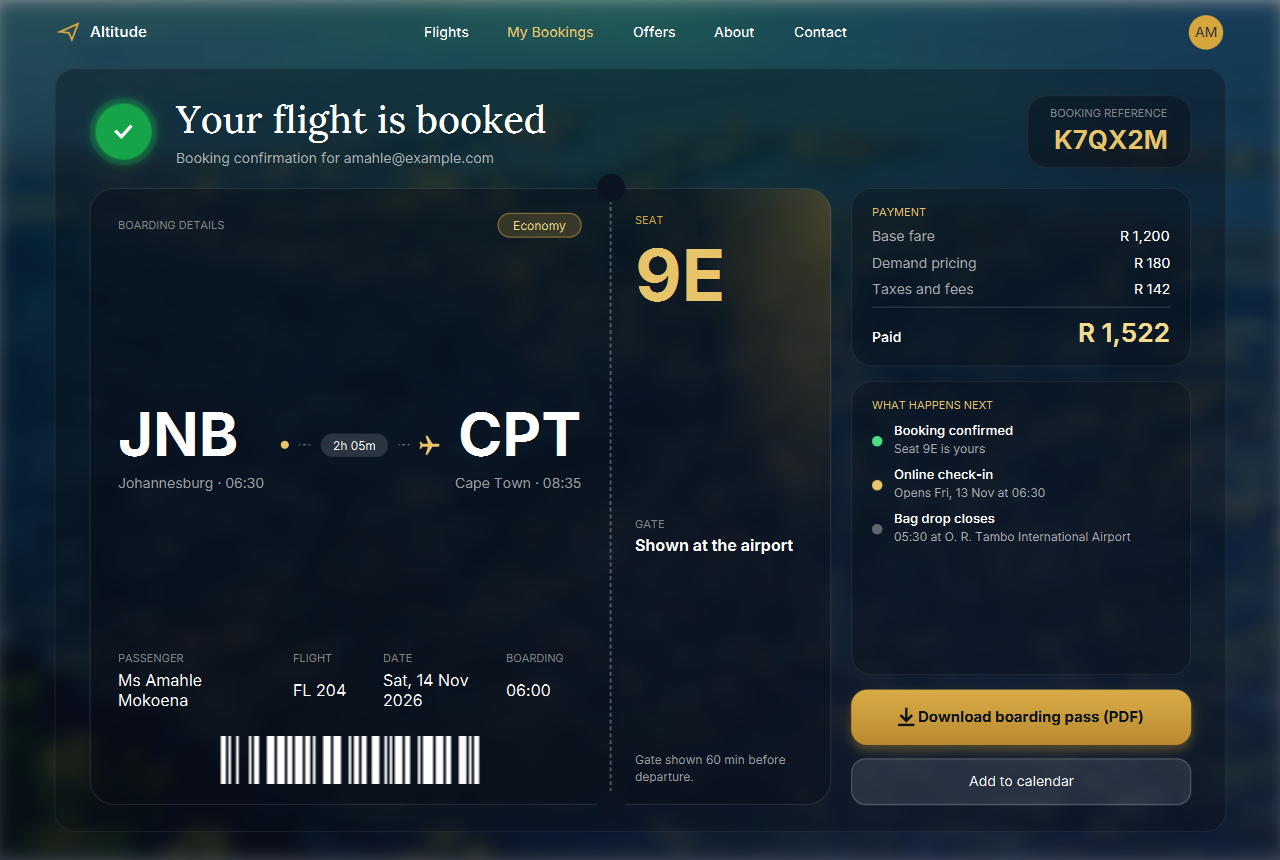 Altitude
Flights
My Bookings
Offers
About
Contact
AM
Your flight is booked
Booking confirmation for amahle@example.com
BOOKING REFERENCE
K7QX2M
BOARDING DETAILS
Economy
JNB
2h 05m
CPT
Johannesburg · 06:30
Cape Town · 08:35
PASSENGER
Ms Amahle
Mokoena
FLIGHT
FL 204
DATE
Sat, 14 Nov
2026
BOARDING
06:00
SEAT
9E
GATE
Shown at the airport
Gate shown 60 min before
departure.
PAYMENT
Base fare R 1,200
Demand pricing R 180
Taxes and fees R 142
Paid R 1,522
WHAT HAPPENS NEXT
Booking confirmed
Seat 9E is yours
Online check-in
Opens Fri, 13 Nov at 06:30
Bag drop closes
05:30 at O. R. Tambo International Airport
Download boarding pass (PDF)
Add to calendar